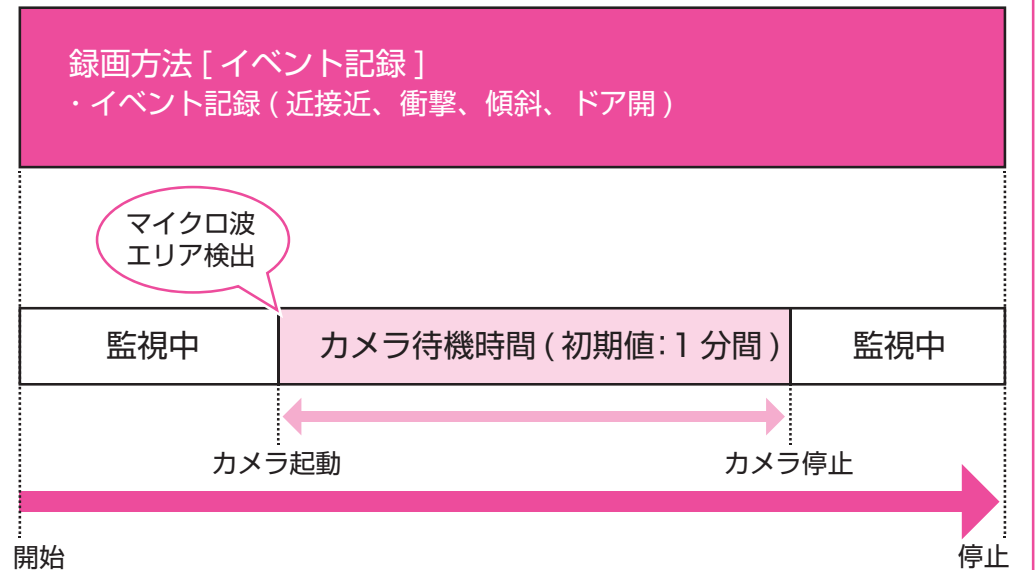 録画方法 [ イベント記録 ]
・イベント記録 ( 近接近、衝撃、傾斜、ドア開 )
マイクロ波
エリア検出
監視中
カメラ待機時間 ( 初期値:1 分間 )
監視中
カメラ起動
カメラ停止
開始
停止